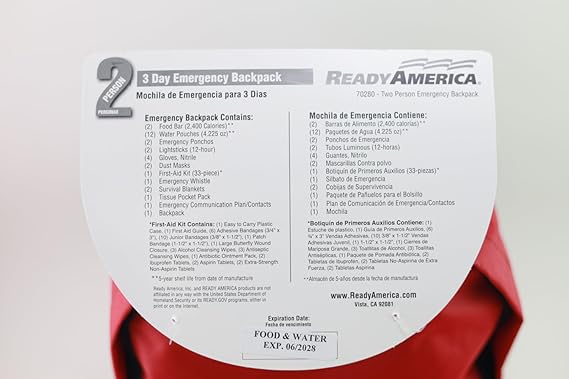 2
PERSON
PERSONAS
3 Day Emergency Backpack
Mochila de Emergencia para 3 Dias
READYAMERICA®
70280 - Two Person Emergency Backpack
Emergency Backpack Contains:
(2) Food Bar (2,400 Calories)**
(12) Water Pouches (4.225 oz)**
(2) Emergency Ponchos
(2) Lightsticks (12-hour)
(4) Gloves, Nitrile
(2) Dust Masks
(1) First-Aid Kit (33-piece)*
(1) Emergency Whistle
(2) Survival Blankets
(1) Tissue Pocket Pack
(1) Emergency Communication Plan/Contacts
(1) Backpack
*First-Aid Kit Contains: (1) Easy to Carry Plastic
Case, (1) First Aid Guide, (6) Adhesive Bandages (3/4" x
3"), (10) Junior Bandages (3/8" x 1-1/2"), (1) Patch
Bandage (1-1/2" x 1-1/2"), (1) Large Butterfly Wound
Closure, (3) Alcohol Cleansing Wipes, (3) Antiseptic
Cleansing Wipes, (1) Antibiotic Ointment Pack, (2)
Ibuprofen Tablets, (2) Aspirin Tablets, (2) Extra-Strength
Non-Aspirin Tablets
**5-year shelf life from date of manufacture
Ready America, Inc. and READY AMERICA products are not
affiliated in any way with the United States Department of
Homeland Security or its READY.GOV programs, either in
print or on the Internet.
Mochila de Emergencia Contiene:
(2) Barras de Alimento (2,400 calorías)**
(12) Paquetes de Agua (4.225 oz)**
(2) Ponchos de Emergencia
(2) Tubos Luminous (12-horas)
(4) Guantes, Nitrilo
(2) Mascarillas Contra polvo
(1) Botiquín de Primeros Auxilios (33-piezas)*
(1) Silbato de Emergencia
(2) Cobijas de Supervivencia
(1) Paquete de Pañuelos para el Bolsillo
(1) Plan de Comunicación de Emergencia/Contactos
(1) Mochila
*Botiquín de Primeros Auxilios Contiene: (1)
Estuche de plastico, (1) Guía de Primeros Auxilios, (6)
¾" x 3" Vendas Adhesivas, (10) 3/8" x 1-1/2" Vendas
Adhesivas Juvenil, (1) 1-1/2" x 1-1/2", (1) Cierres de
Mariposa Grande, (3) Toallitas de Alcohol, (3) Toallitas
Antisépticas, (1) Paquete de Pomada Antibiótica, (2)
Tabletas de Ibuprofen, (2) Tabletas No-Aspirina de Extra
Fuerza, (2) Tabletas Aspirina
**Almacén de 5-años desde la fecha de manufactura
www.ReadyAmerica.com
Vista, CA 92081
Expiration Date:
Fecha de vencimiento
FOOD & WATER
EXP. 06/2028